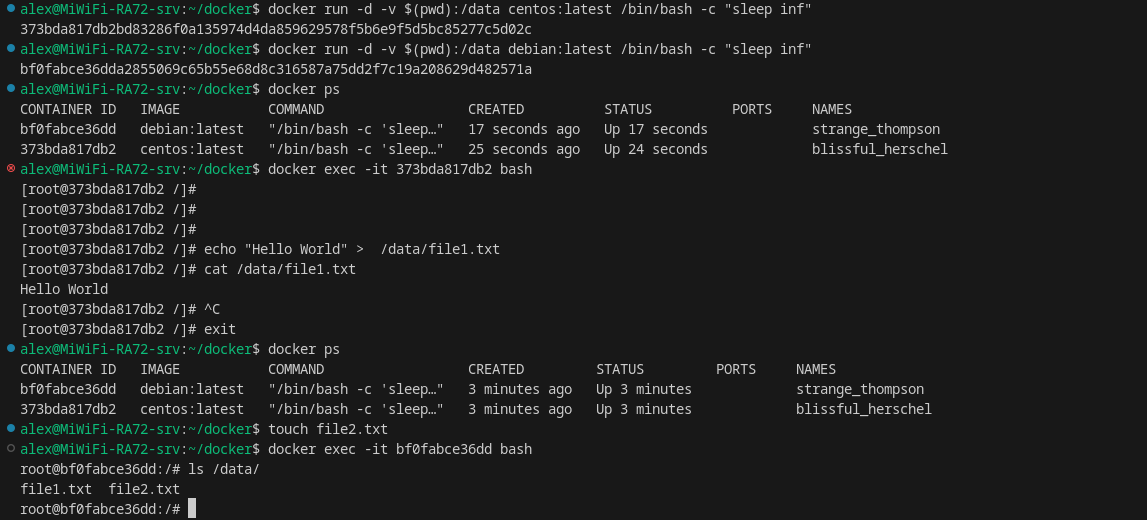 alex@MiWiFi-RA72-srv:~/docker$ docker run -d -v $(pwd):/data centos:latest /bin/bash -c "sleep inf"
373bda817db2bd83286f0a135974d4da859629578f5b6e9f5d5bc85277c5d02c
alex@MiWiFi-RA72-srv:~/docker$ docker run -d -v $(pwd):/data debian:latest /bin/bash -c "sleep inf"
bf0fabce36dda2855069c65b55e68d8c316587a75dd2f7c19a208629d482571a
alex@MiWiFi-RA72-srv:~/docker$ docker ps
CONTAINER ID   IMAGE           COMMAND                  CREATED          STATUS          PORTS     NAMES
bf0fabce36dd   debian:latest   "/bin/bash -c 'sleep…"   17 seconds ago   Up 17 seconds             strange_thompson
373bda817db2   centos:latest   "/bin/bash -c 'sleep…"   25 seconds ago   Up 24 seconds             blissful_herschel
alex@MiWiFi-RA72-srv:~/docker$ docker exec -it 373bda817db2 bash
[root@373bda817db2 /]#
[root@373bda817db2 /]#
[root@373bda817db2 /]#
[root@373bda817db2 /]# echo "Hello World" >  /data/file1.txt
[root@373bda817db2 /]# cat /data/file1.txt
Hello World
[root@373bda817db2 /]# ^C
[root@373bda817db2 /]# exit
alex@MiWiFi-RA72-srv:~/docker$ docker ps
CONTAINER ID   IMAGE           COMMAND                  CREATED         STATUS         PORTS     NAMES
bf0fabce36dd   debian:latest   "/bin/bash -c 'sleep…"   3 minutes ago   Up 3 minutes             strange_thompson
373bda817db2   centos:latest   "/bin/bash -c 'sleep…"   3 minutes ago   Up 3 minutes             blissful_herschel
alex@MiWiFi-RA72-srv:~/docker$ touch file2.txt
alex@MiWiFi-RA72-srv:~/docker$ docker exec -it bf0fabce36dd bash
root@bf0fabce36dd:/# ls /data/
file1.txt  file2.txt
root@bf0fabce36dd:/#